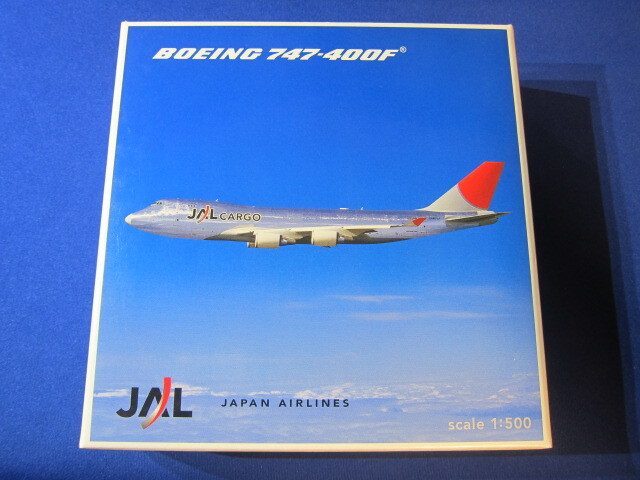 BOEING 747-400F®
JAL CARGO
JAL JAPAN AIRLINES
scale 1:500